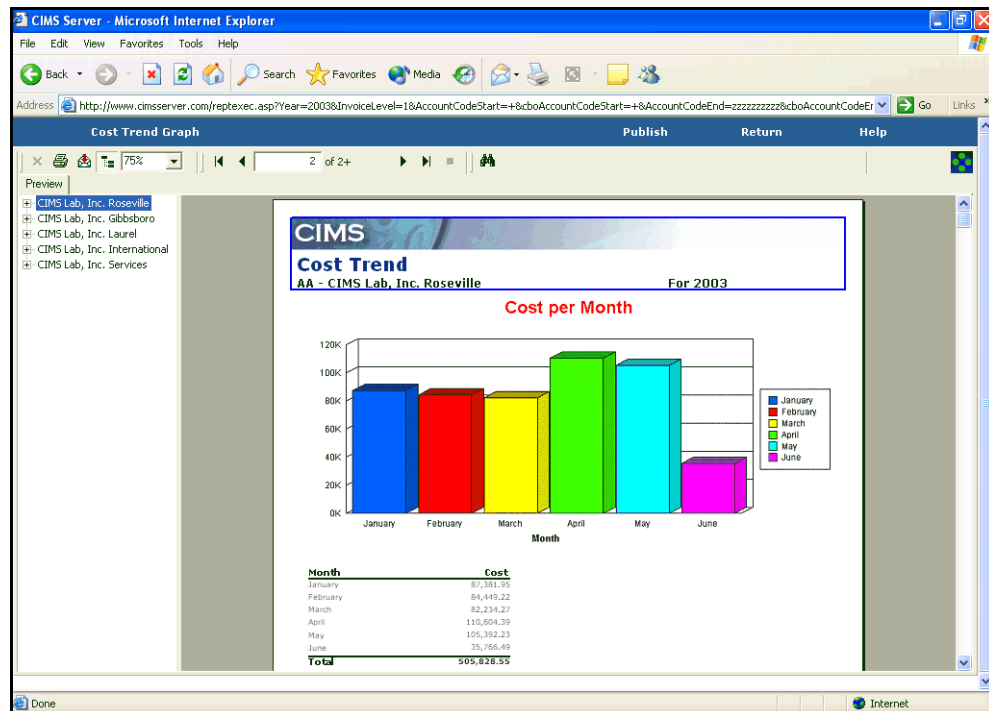 CIMS Server - Microsoft Internet Explorer
File Edit View Favorites Tools Help
Back Search Favorites Media
Address http://www.cimsserver.com/reptexec.asp?Year=2003&InvoiceLevel=1&AccountCodeStart=+&cboAccountCodeStart=+&AccountCodeEnd=zzzzzzzzzz&cboAccountCodeEr Go Links
Cost Trend Graph Publish Return Help
75% 2 of 2+
Preview
CIMS Lab, Inc. Roseville
CIMS Lab, Inc. Gibbsboro
CIMS Lab, Inc. Laurel
CIMS Lab, Inc. International
CIMS Lab, Inc. Services
CIMS
Cost Trend
AA - CIMS Lab, Inc. Roseville For 2003
Cost per Month
120K
100K
80K
60K
40K
20K
0K
January February March April May June
Month
January
February
March
April
May
June
Month Cost
January 87,381.95
February 84,449.22
March 82,234.27
April 110,604.39
May 105,392.23
June 35,766.49
Total 505,828.55
Done Internet